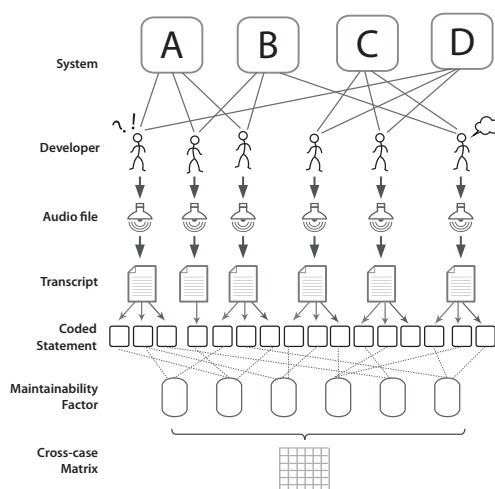 A
B
C
D
System
?.!
Developer
Audio file
Transcript
Coded
Statement
Maintainability
Factor
Cross-case
Matrix